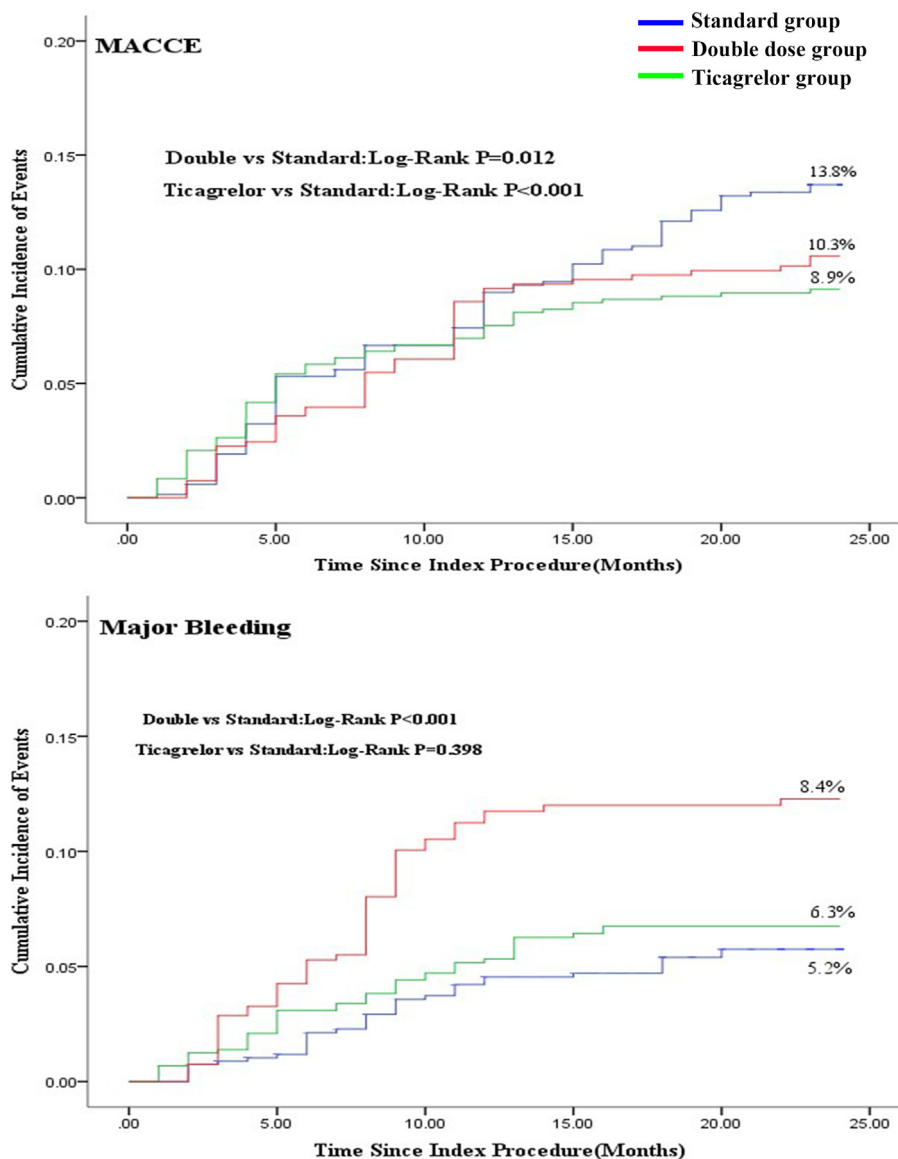 Standard group
Double dose group
Ticagrelor group
MACCE
Double vs Standard:Log-Rank P=0.012
Ticagrelor vs Standard:Log-Rank P<0.001
13.8%
10.3%
8.9%
0.20
0.15
0.10
0.05
0.00
Cumulative Incidence of Events
.00 5.00 10.00 15.00 20.00 25.00
Time Since Index Procedure(Months)
Major Bleeding
Double vs Standard:Log-Rank P<0.001
Ticagrelor vs Standard:Log-Rank P=0.398
8.4%
6.3%
5.2%
0.20
0.15
0.10
0.05
0.00
Cumulative Incidence of Events
.00 5.00 10.00 15.00 20.00 25.00
Time Since Index Procedure(Months)